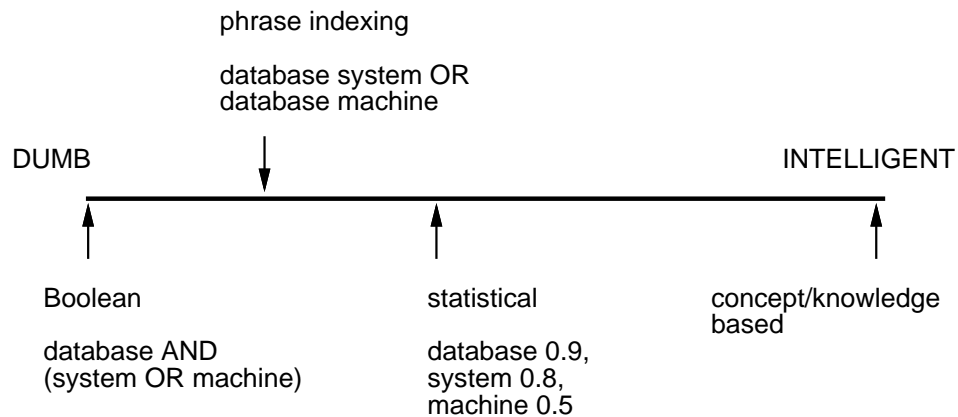 phrase indexing
database system OR
database machine
DUMB
INTELLIGENT
Boolean
database AND
(system OR machine)
statistical
database 0.9,
system 0.8,
machine 0.5
concept/knowledge
based